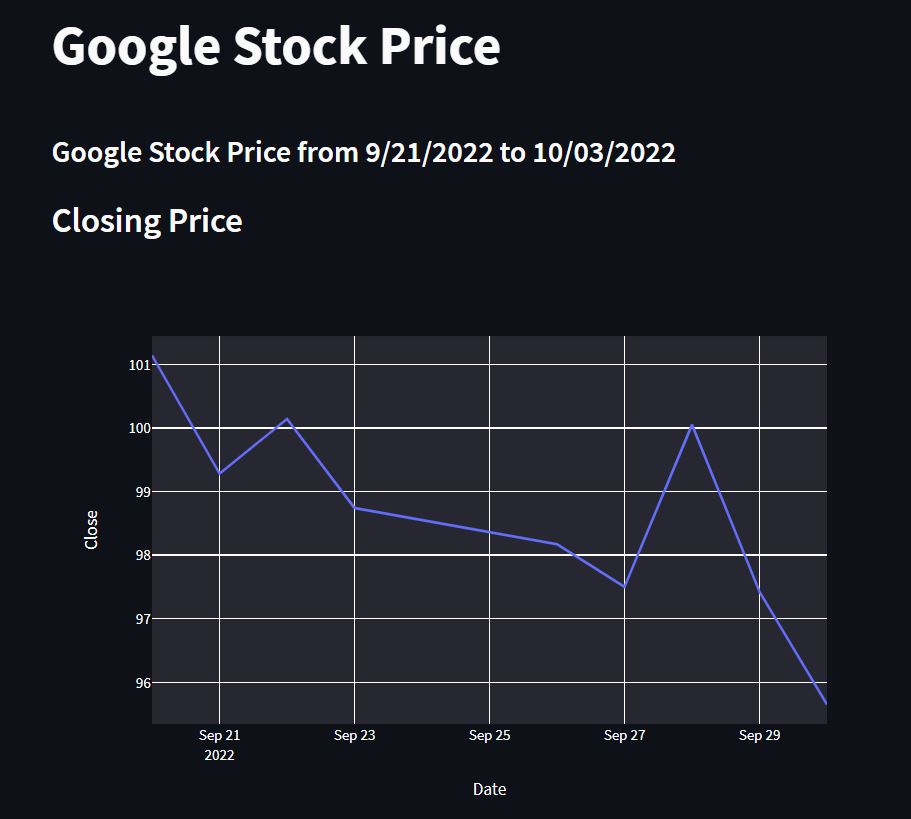 Google Stock Price
Google Stock Price from 9/21/2022 to 10/03/2022
Closing Price
101
100
99
98
97
96
Close
Sep 21
2022
Sep 23
Sep 25
Sep 27
Sep 29
Date